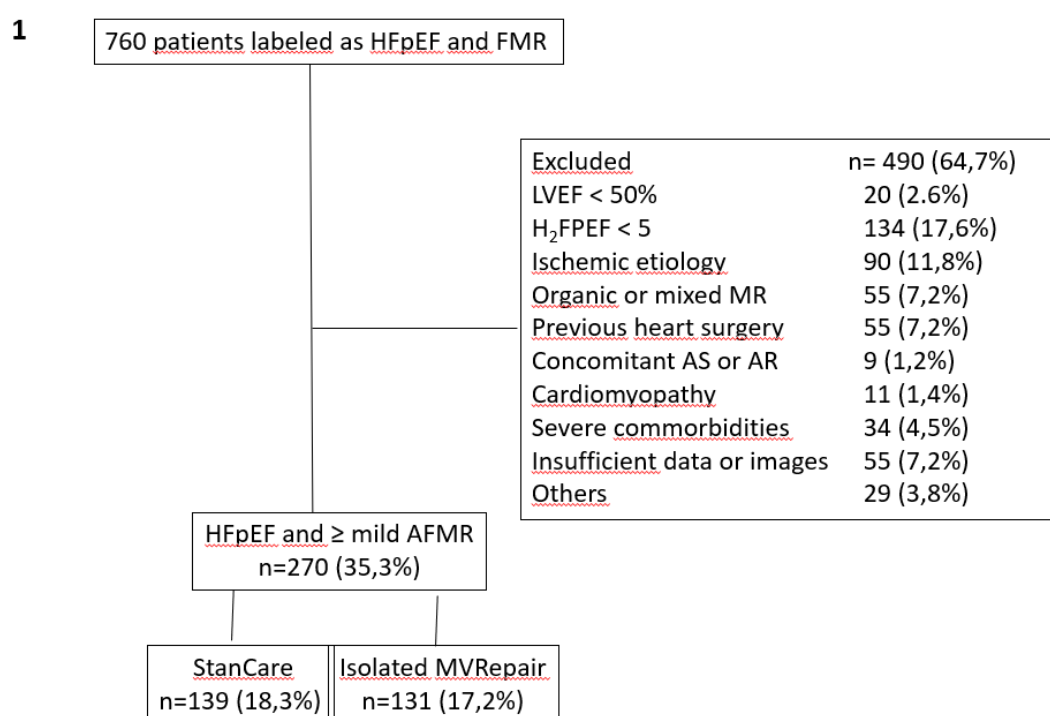 1
760 patients labeled as HFpEF and FMR
Excluded n= 490 (64,7%)
LVEF < 50% 20 (2.6%)
H₂FPEF < 5 134 (17,6%)
Ischemic etiology 90 (11,8%)
Organic or mixed MR 55 (7,2%)
Previous heart surgery 55 (7,2%)
Concomitant AS or AR 9 (1,2%)
Cardiomyopathy 11 (1,4%)
Severe commorbidities 34 (4,5%)
Insufficient data or images 55 (7,2%)
Others 29 (3,8%)
HFpEF and ≥ mild AFMR
n=270 (35,3%)
StanCare
n=139 (18,3%)
Isolated MVRepair
n=131 (17,2%)